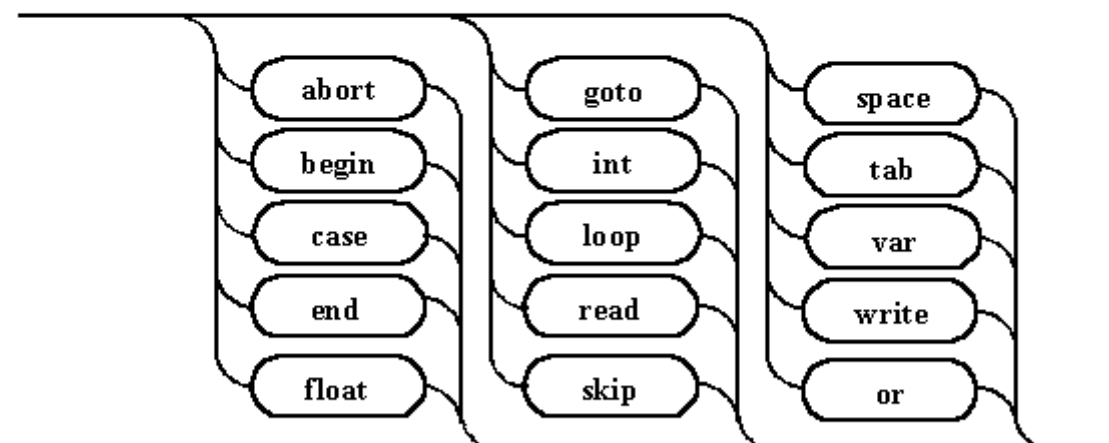 abort
begin
case
end
float
goto
int
loop
read
skip
space
tab
var
write
or